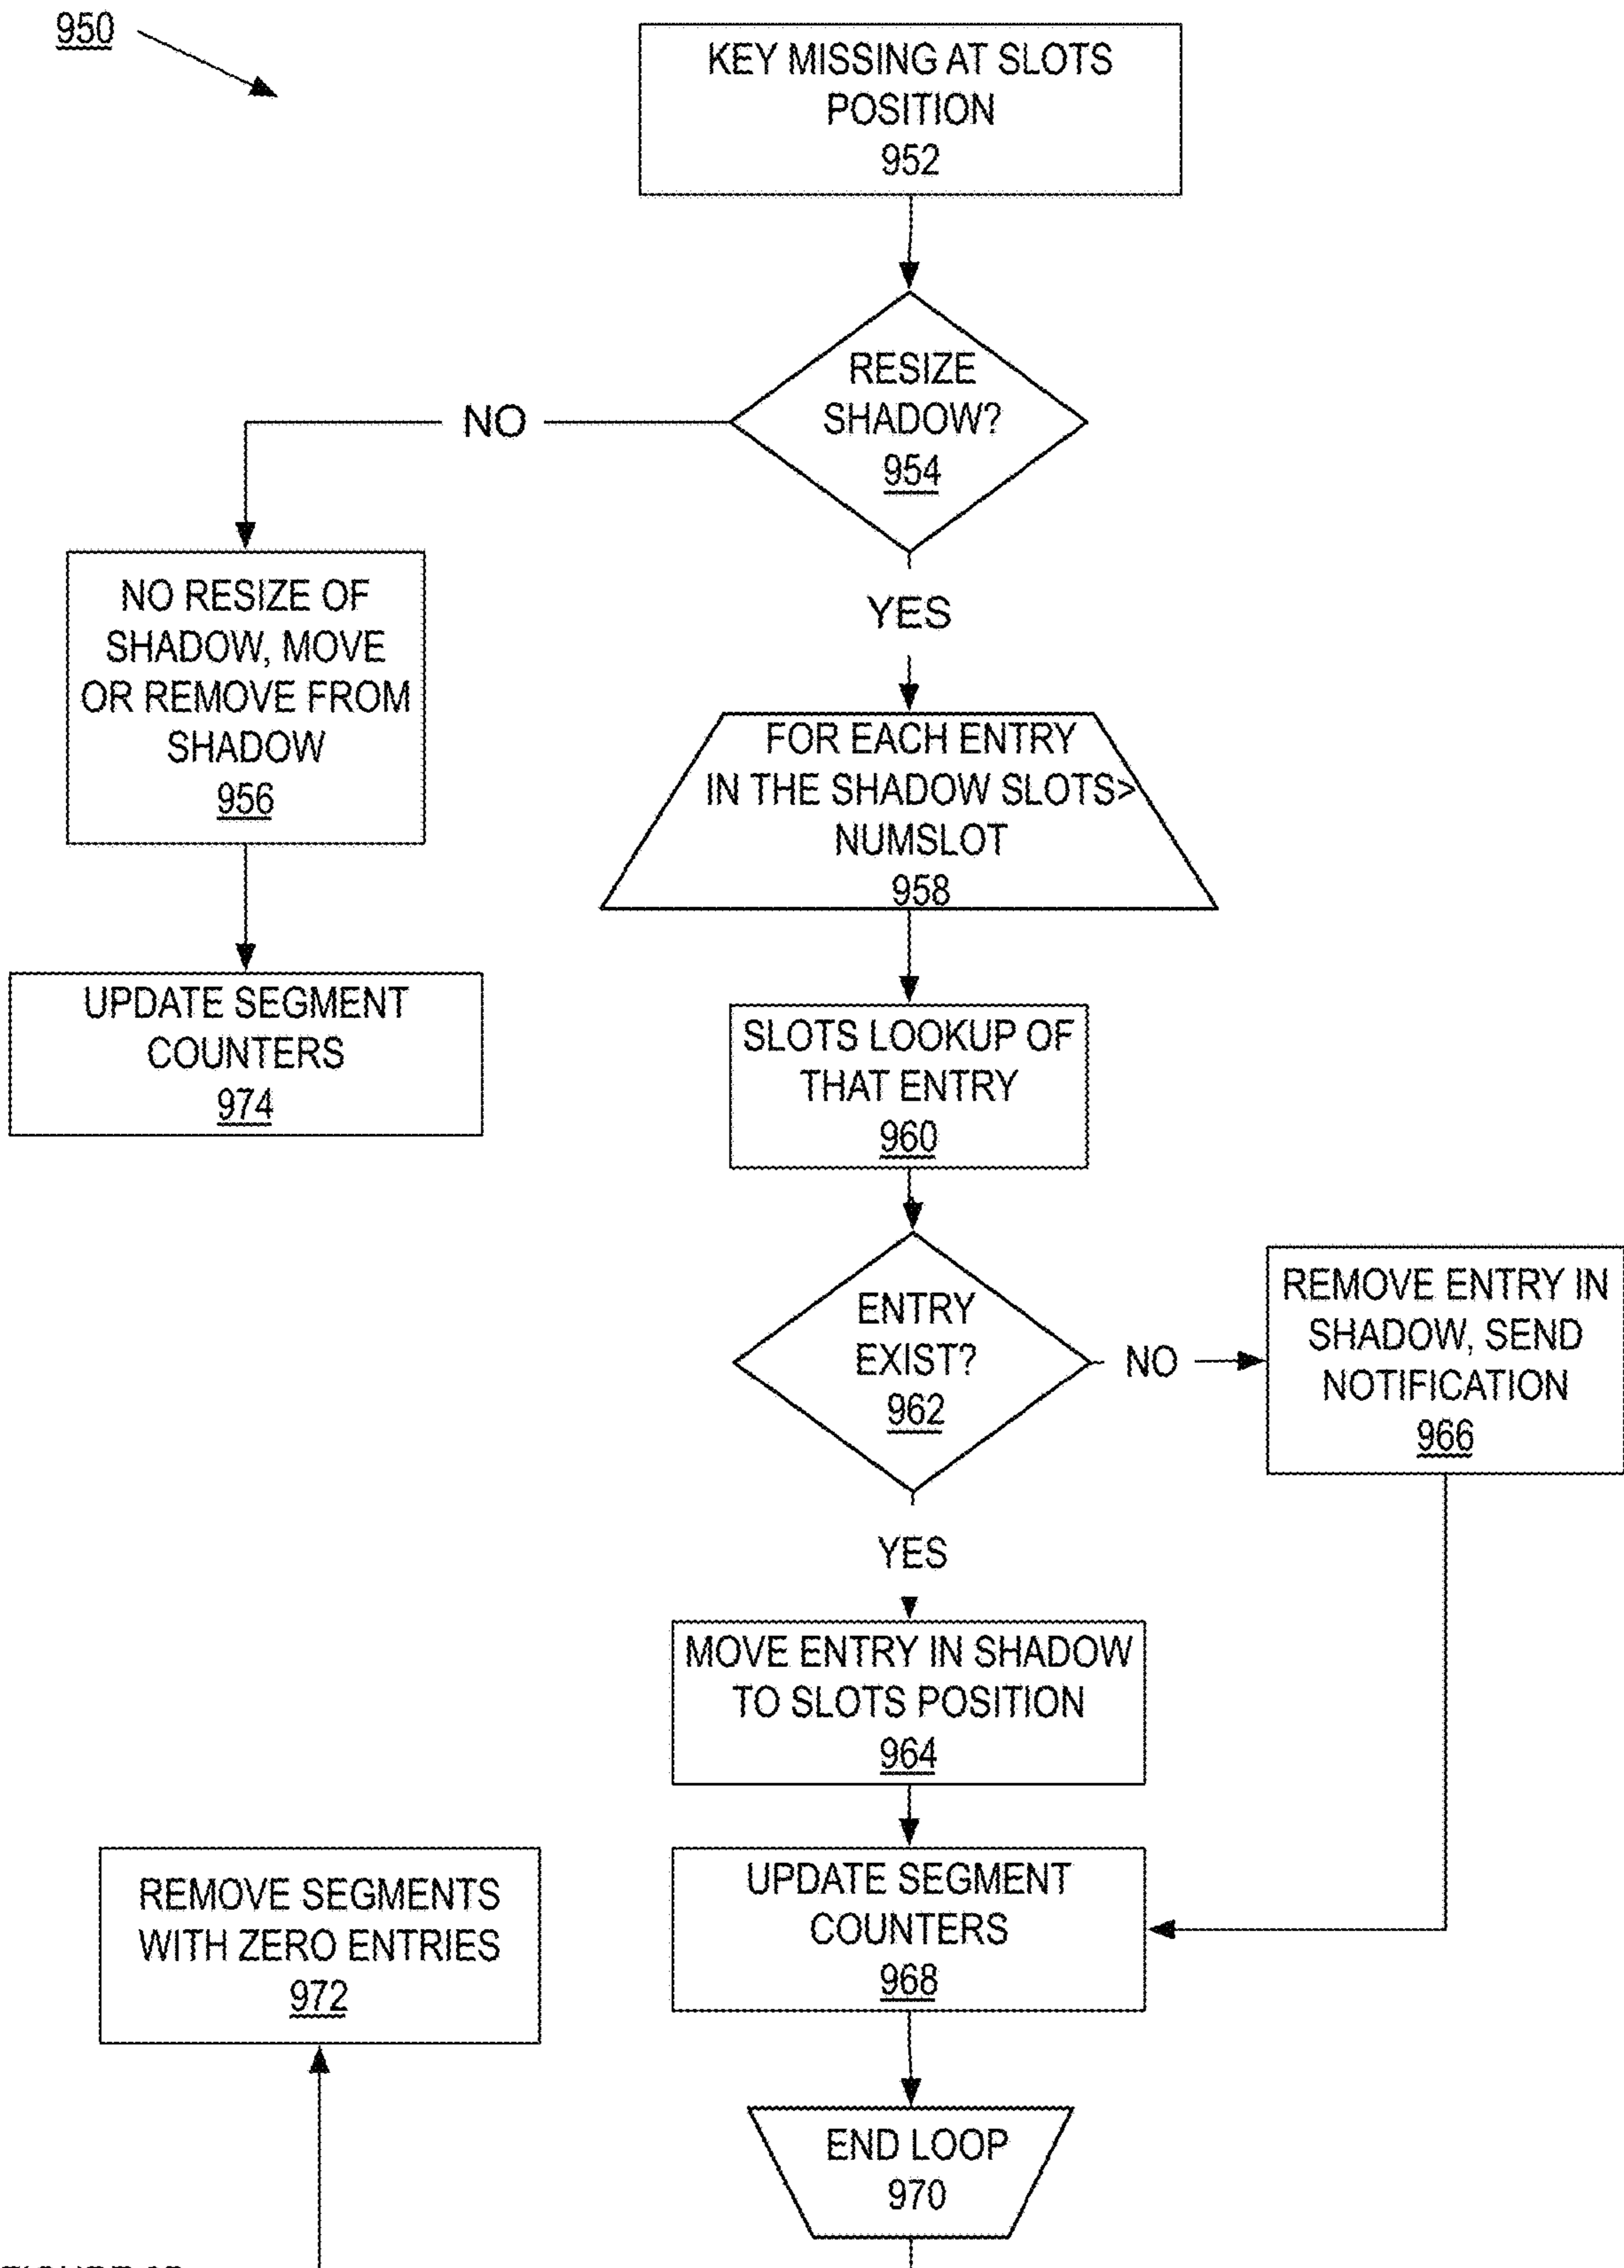 950
KEY MISSING AT SLOTS
POSITION
952
RESIZE
SHADOW?
954
NO
YES
NO RESIZE OF
SHADOW, MOVE
OR REMOVE FROM
SHADOW
956
UPDATE SEGMENT
COUNTERS
974
FOR EACH ENTRY
IN THE SHADOW SLOTS>
NUMSLOT
958
SLOTS LOOKUP OF
THAT ENTRY
960
ENTRY
EXIST?
962
NO
REMOVE ENTRY IN
SHADOW, SEND
NOTIFICATION
966
YES
MOVE ENTRY IN SHADOW
TO SLOTS POSITION
964
UPDATE SEGMENT
COUNTERS
968
REMOVE SEGMENTS
WITH ZERO ENTRIES
972
END LOOP
970